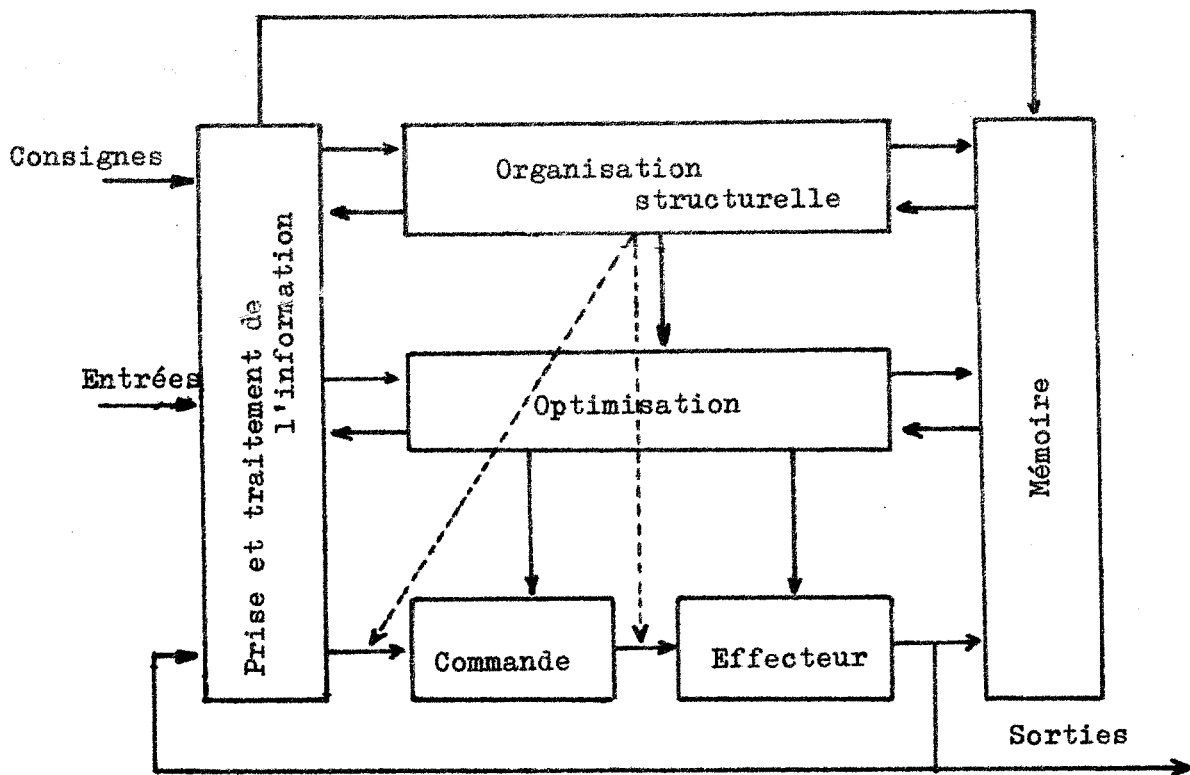 Consignes
Organisation
structurelle
Prise et traitement de
l'information
Entrées
Optimisation
Mémoire
Commande
Effecteur
Sorties